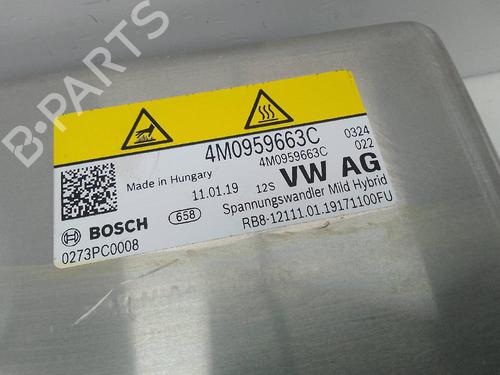 B-PARTS
4M0959663C 0324
4M0959663C 022
Made in Hungary
11.01.19 12S VW AG
BOSCH 658 Spannungswandler Mild Hybrid
0273PC0008 RB8-12111.01.19171100FU